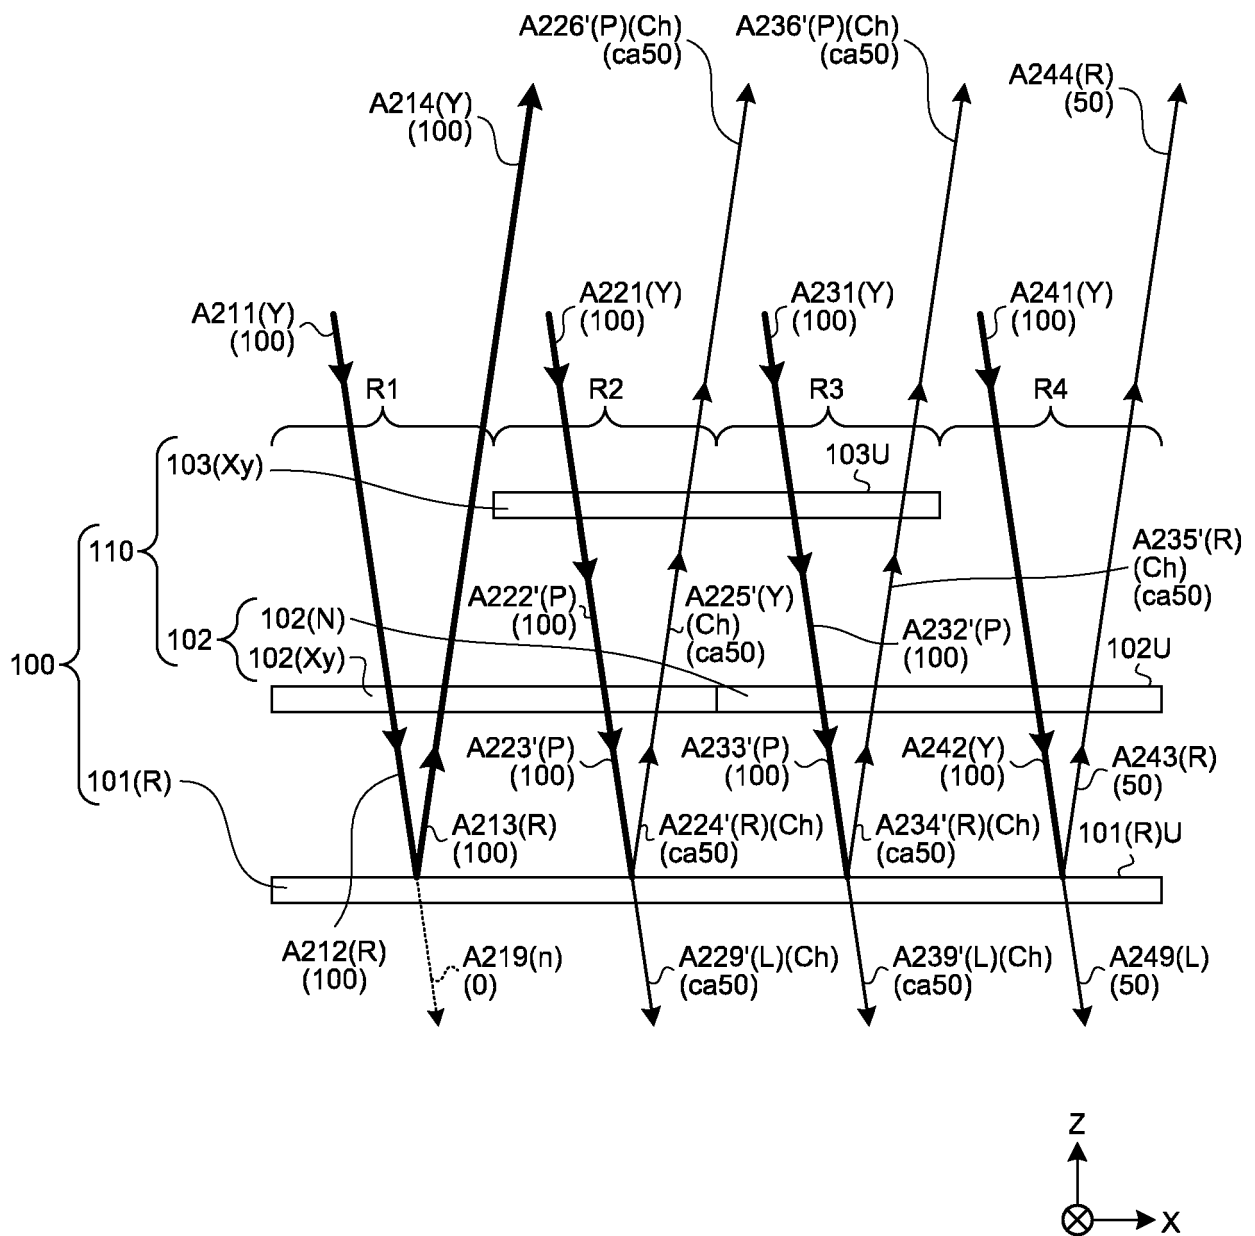 A226'(P)(Ch)
(ca50)
A236'(P)(Ch)
(ca50)
A244(R)
(50)
A214(Y)
(100)
A211(Y)
(100)
A221(Y)
(100)
A231(Y)
(100)
A241(Y)
(100)
R1
R2
R3
R4
103(Xy)
103U
110
A235'(R)
(Ch)
(ca50)
A222'(P)
(100)
A225'(Y)
(Ch)
(ca50)
A232'(P)
(100)
102(N)
102
102(Xy)
102U
100
A223'(P)
(100)
A233'(P)
(100)
A242(Y)
(100)
A243(R)
(50)
101(R)
A213(R)
(100)
A224'(R)(Ch)
(ca50)
A234'(R)(Ch)
(ca50)
101(R)U
A212(R)
(100)
A219(n)
(0)
A229'(L)(Ch)
(ca50)
A239'(L)(Ch)
(ca50)
A249(L)
(50)
Z
X